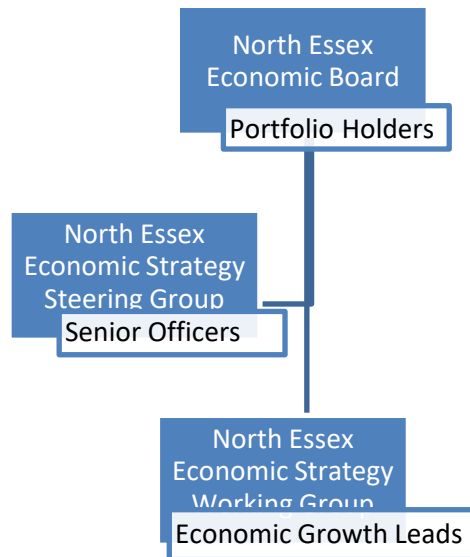 North Essex
Economic Board
Portfolio Holders
North Essex
Economic Strategy
Steering Group
Senior Officers
North Essex
Economic Strategy
Working Group
Economic Growth Leads